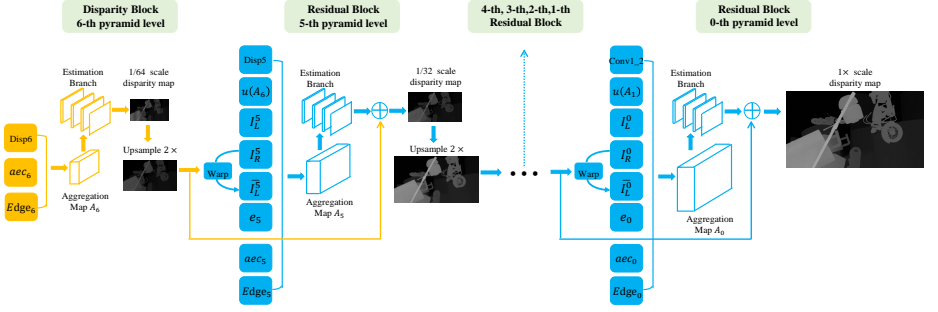 Disparity Block
6-th pyramid level
Residual Block
5-th pyramid level
4-th, 3-th,2-th,1-th
Residual Block
Residual Block
0-th pyramid level
Estimation
Branch
1/64 scale
disparity map
Disp6
aec₆
Edge₆
Aggregation
Map A₆
Upsample 2 ×
Warp
Disp5
u(A₆)
I_L^5
I_R^5
Ĩ_L^5
e₅
aec₅
Edge₅
Estimation
Branch
Aggregation
Map A₅
1/32 scale
disparity map
Upsample 2 ×
• • •
Warp
Conv1_2
u(A₁)
I_L^0
I_R^0
Ĩ_L^0
e₀
aec₀
Edge₀
Estimation
Branch
Aggregation
Map A₀
1× scale
disparity map